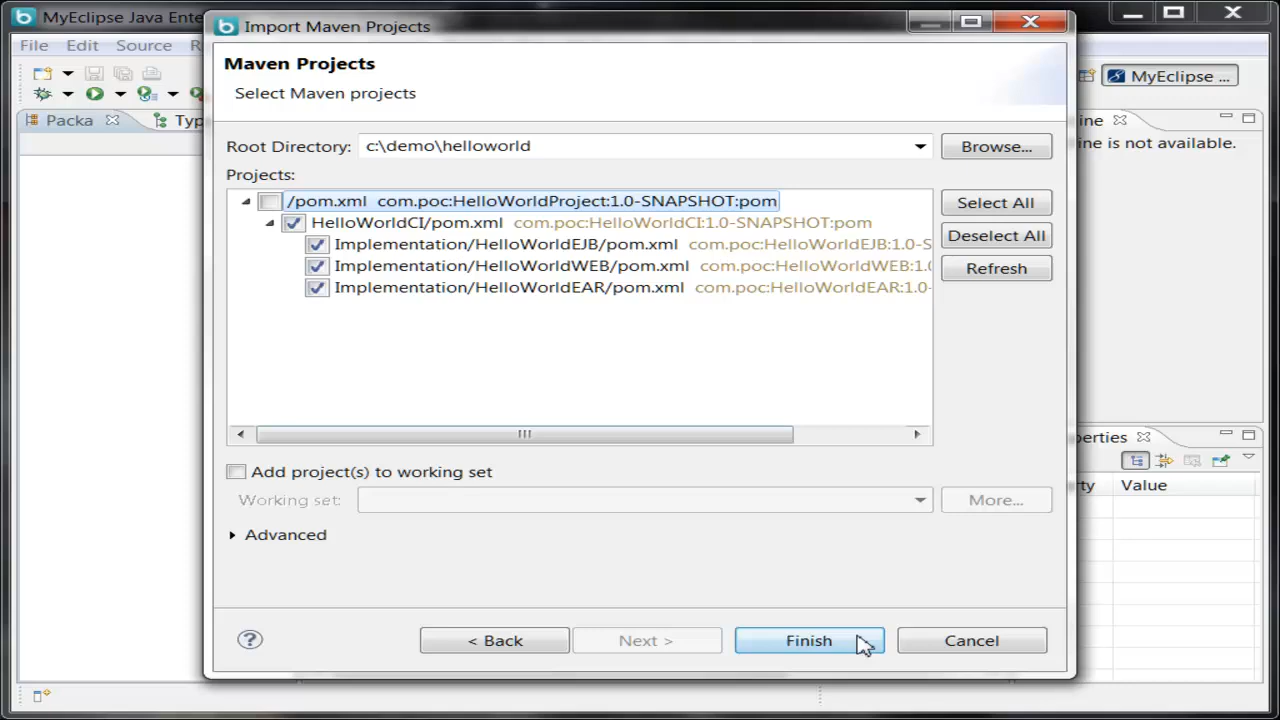 MyEclipse Java Ente
Import Maven Projects
File Edit Source R
Maven Projects
Select Maven projects
MyEclipse ...
Packa
Typ
ine
ine is not available.
Root Directory: c:\demo\helloworld Browse...
Projects:
/pom.xml com.poc:HelloWorldProject:1.0-SNAPSHOT:pom
HelloWorldCI/pom.xml com.poc:HelloWorldCI:1.0-SNAPSHOT:pom
Implementation/HelloWorldEJB/pom.xml com.poc:HelloWorldEJB:1.0-S
Implementation/HelloWorldWEB/pom.xml com.poc:HelloWorldWEB:1.0
Implementation/HelloWorldEAR/pom.xml com.poc:HelloWorldEAR:1.0-
Select All
Deselect All
Refresh
perties
rty Value
Add project(s) to working set
Working set: More...
Advanced
< Back Next > Finish Cancel